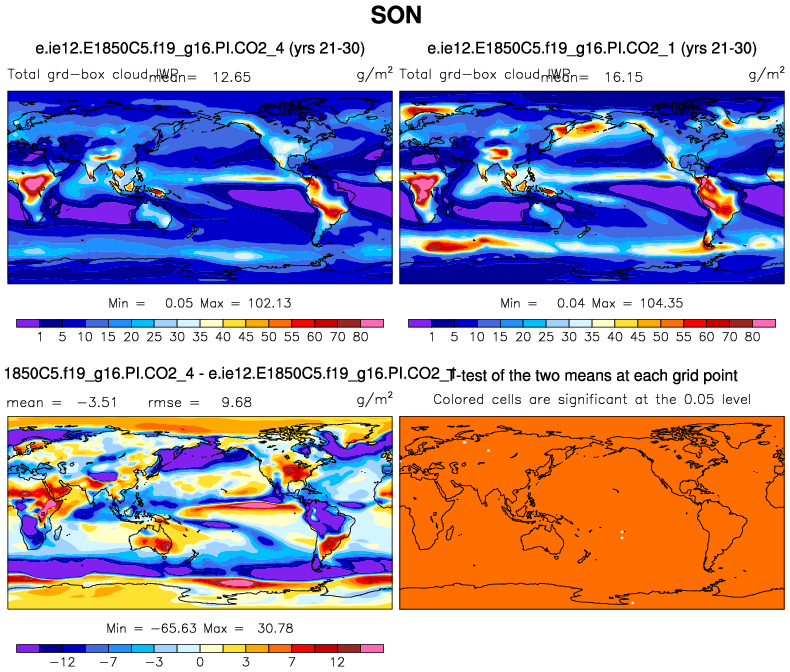 SON
e.ie12.E1850C5.f19_g16.PI.CO2_4 (yrs 21-30)
e.ie12.E1850C5.f19_g16.PI.CO2_1 (yrs 21-30)
Total grd-box cloud IWP mean= 12.65 g/m²
Total grd-box cloud IWP mean= 16.15 g/m²
Min = 0.05 Max = 102.13
Min = 0.04 Max = 104.35
1 5 10 15 20 25 30 35 40 45 50 55 60 70 80
1 5 10 15 20 25 30 35 40 45 50 55 60 70 80
1850C5.f19_g16.PI.CO2_4 - e.ie12.E1850C5.f19_g16.PI.CO2_1
T-test of the two means at each grid point
mean = -3.51 rmse = 9.68 g/m²
Colored cells are significant at the 0.05 level
Min = -65.63 Max = 30.78
-12 -7 -3 0 3 7 12